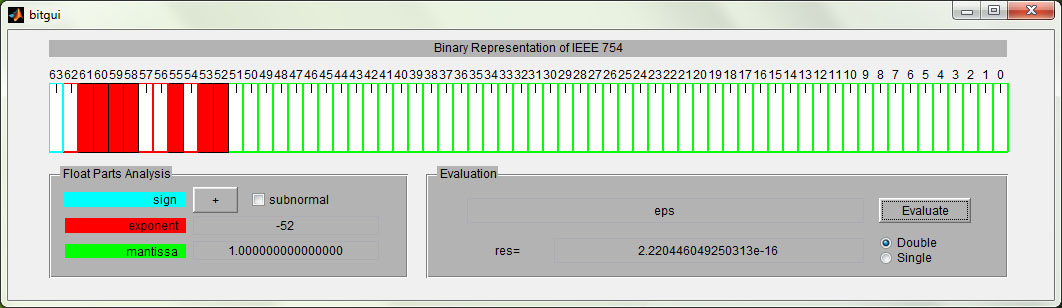 bitgui
Binary Representation of IEEE 754
63 62 61 60 59 58 57 56 55 54 53 52 51 50 49 48 47 46 45 44 43 42 41 40 39 38 37 36 35 34 33 32 31 30 29 28 27 26 25 24 23 22 21 20 19 18 17 16 15 14 13 12 11 10 9 8 7 6 5 4 3 2 1 0
Float Parts Analysis
sign + subnormal
exponent -52
mantissa 1.000000000000000
Evaluation
eps Evaluate
res= 2.220446049250313e-16
Double
Single